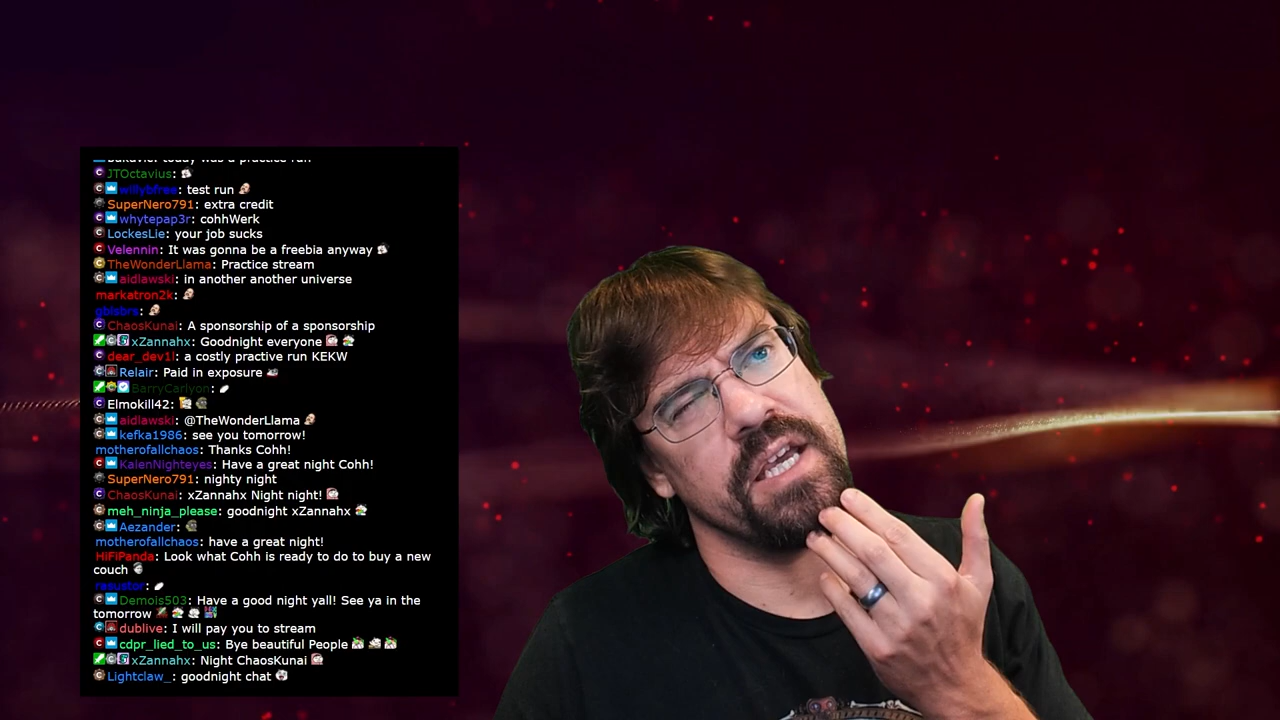 JTOctavius:
willybfree: test run
SuperNero791: extra credit
whytepap3r: cohhWerk
LockesLie: your job sucks
Velennin: It was gonna be a freebia anyway
TheWonderLlama: Practice stream
aidlawski: in another another universe
markatron2k:
gblsbrs:
ChaosKunai: A sponsorship of a sponsorship
xZannahx: Goodnight everyone
dear_dev1l: a costly practive run KEKW
Relair: Paid in exposure
BarryCarlyon:
Elmokill42:
aidlawski: @TheWonderLlama
kefka1986: see you tomorrow!
motherofallchaos: Thanks Cohh!
KalenNighteyes: Have a great night Cohh!
SuperNero791: nighty night
ChaosKunai: xZannahx Night night!
meh_ninja_please: goodnight xZannahx
Aezander:
motherofallchaos: have a great night!
HiFiPanda: Look what Cohh is ready to do to buy a new
couch
rasustor:
Demois503: Have a good night yall! See ya in the
tomorrow
dublive: I will pay you to stream
cdpr_lied_to_us: Bye beautiful People
xZannahx: Night ChaosKunai
Lightclaw_: goodnight chat